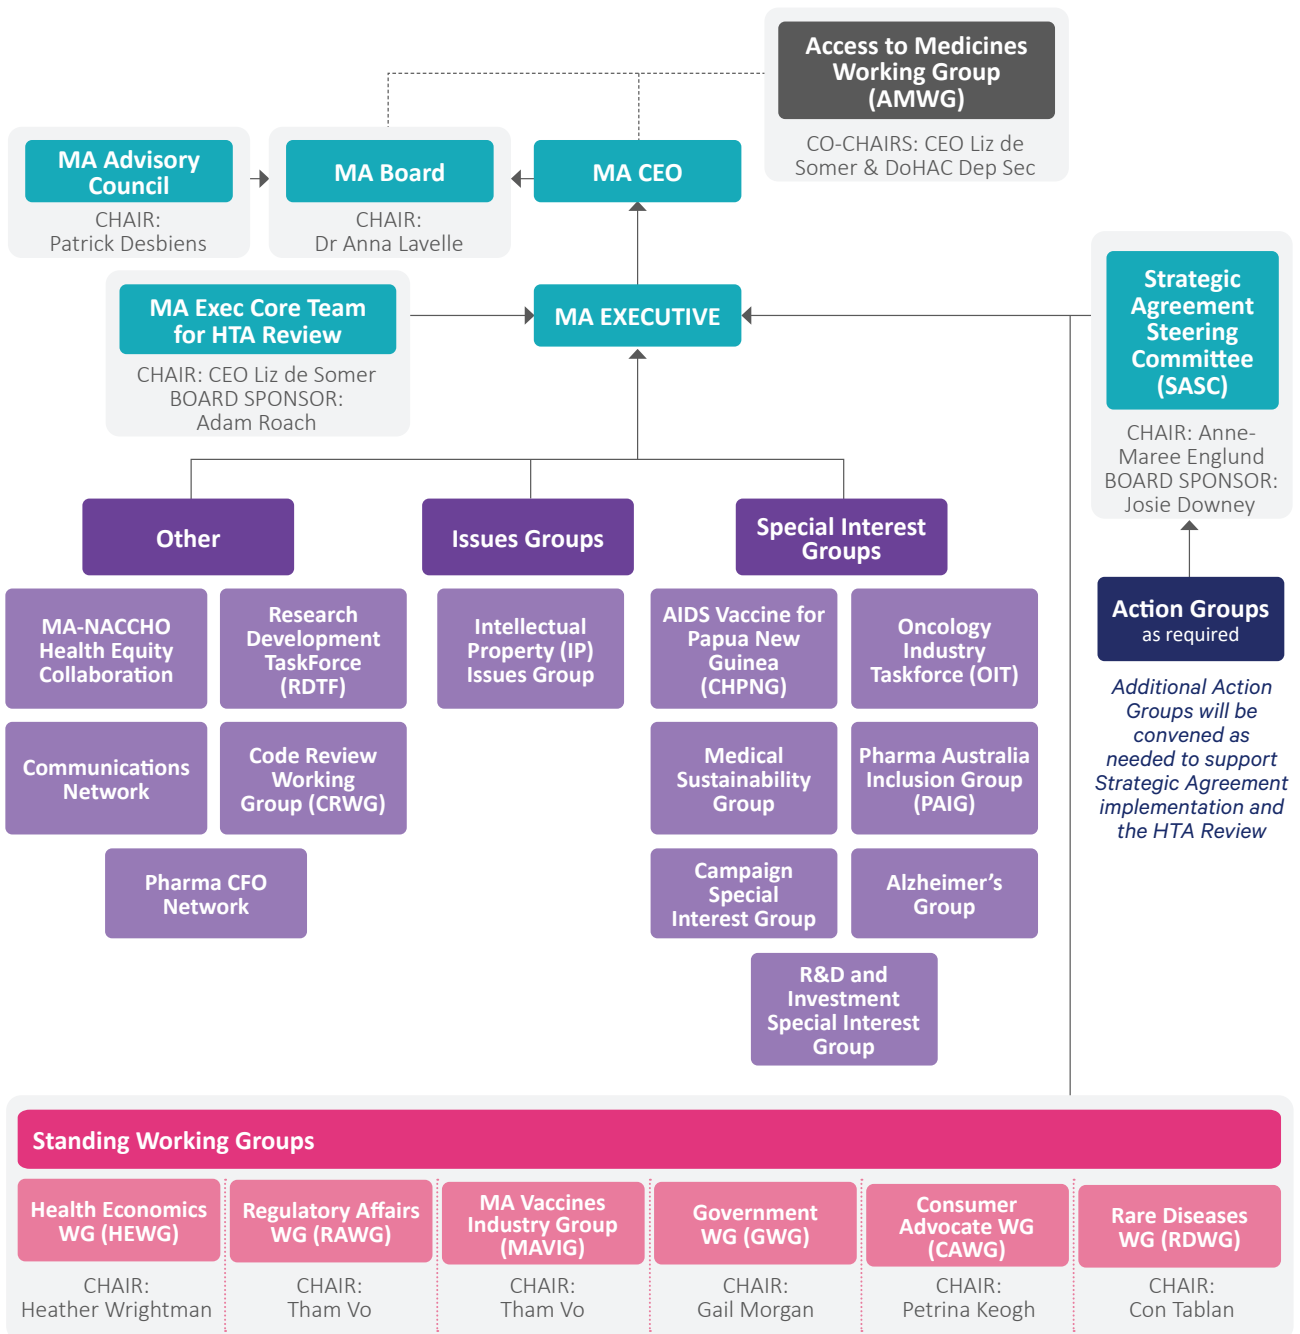 Access to Medicines
Working Group
(AMWG)
CO-CHAIRS: CEO Liz de
Somer & DoHAC Dep Sec
MA Advisory
Council
CHAIR:
Patrick Desbiens
MA Board
CHAIR:
Dr Anna Lavelle
MA CEO
MA Exec Core Team
for HTA Review
CHAIR: CEO Liz de Somer
BOARD SPONSOR:
Adam Roach
MA EXECUTIVE
Strategic
Agreement
Steering
Committee
(SASC)
CHAIR: Anne-
Maree Englund
BOARD SPONSOR:
Josie Downey
Action Groups
as required
Additional Action
Groups will be
convened as
needed to support
Strategic Agreement
implementation and
the HTA Review
Other
MA-NACCHO
Health Equity
Collaboration
Research
Development
TaskForce
(RDTF)
Communications
Network
Code Review
Working
Group (CRWG)
Pharma CFO
Network
Issues Groups
Intellectual
Property (IP)
Issues Group
Special Interest
Groups
AIDS Vaccine for
Papua New
Guinea
(CHPNG)
Oncology
Industry
Taskforce (OIT)
Medical
Sustainability
Group
Pharma Australia
Inclusion Group
(PAIG)
Campaign
Special
Interest Group
Alzheimer’s
Group
R&D and
Investment
Special Interest
Group
Standing Working Groups
Health Economics
WG (HEWG)
CHAIR:
Heather Wrightman
Regulatory Affairs
WG (RAWG)
CHAIR:
Tham Vo
MA Vaccines
Industry Group
(MAVIG)
CHAIR:
Tham Vo
Government
WG (GWG)
CHAIR:
Gail Morgan
Consumer
Advocate WG
(CAWG)
CHAIR:
Petrina Keogh
Rare Diseases
WG (RDWG)
CHAIR:
Con Tablan